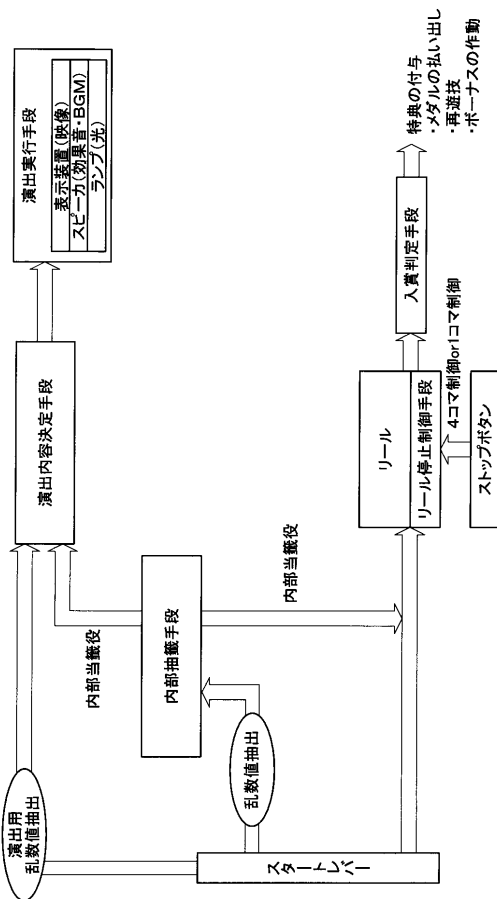 演出用
乱数値抽出
スタートレバー
乱数値抽出
内部抽籤手段
内部当籤役
内部当籤役
演出内容決定手段
演出実行手段
表示装置(映像)
スピーカ(効果音・BGM)
ランプ(光)
リール
リール停止制御手段
4コマ制御or1コマ制御
ストップボタン
入賞判定手段
特典の付与
・メダルの払い出し
・再遊技
・ボーナスの作動